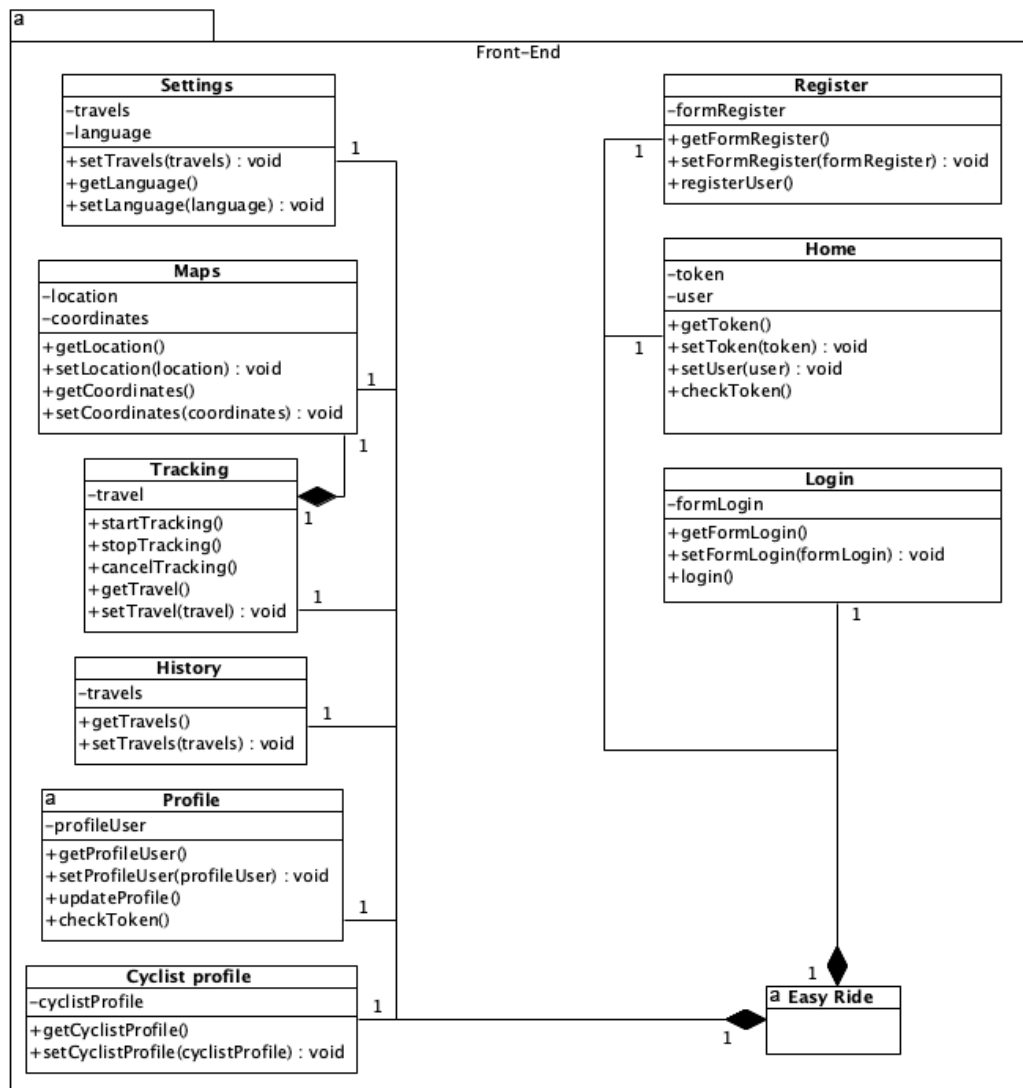 a
Front-End
Settings
-travels
-language
+setTravels(travels) : void
+getLanguage()
+setLanguage(language) : void
1
Maps
-location
-coordinates
+getLocation()
+setLocation(location) : void
+getCoordinates()
+setCoordinates(coordinates) : void
1
1
Tracking
-travel
+startTracking()
+stopTracking()
+cancelTracking()
+getTravel()
+setTravel(travel) : void
1
1
History
-travels
+getTravels()
+setTravels(travels) : void
1
a
Profile
-profileUser
+getProfileUser()
+setProfileUser(profileUser) : void
+updateProfile()
+checkToken()
1
Cyclist profile
-cyclistProfile
+getCyclistProfile()
+setCyclistProfile(cyclistProfile) : void
1
Register
-formRegister
+getFormRegister()
+setFormRegister(formRegister) : void
+registerUser()
1
Home
-token
-user
+getToken()
+setToken(token) : void
+setUser(user) : void
+checkToken()
1
Login
-formLogin
+getFormLogin()
+setFormLogin(formLogin) : void
+login()
1
1
a
Easy Ride
1